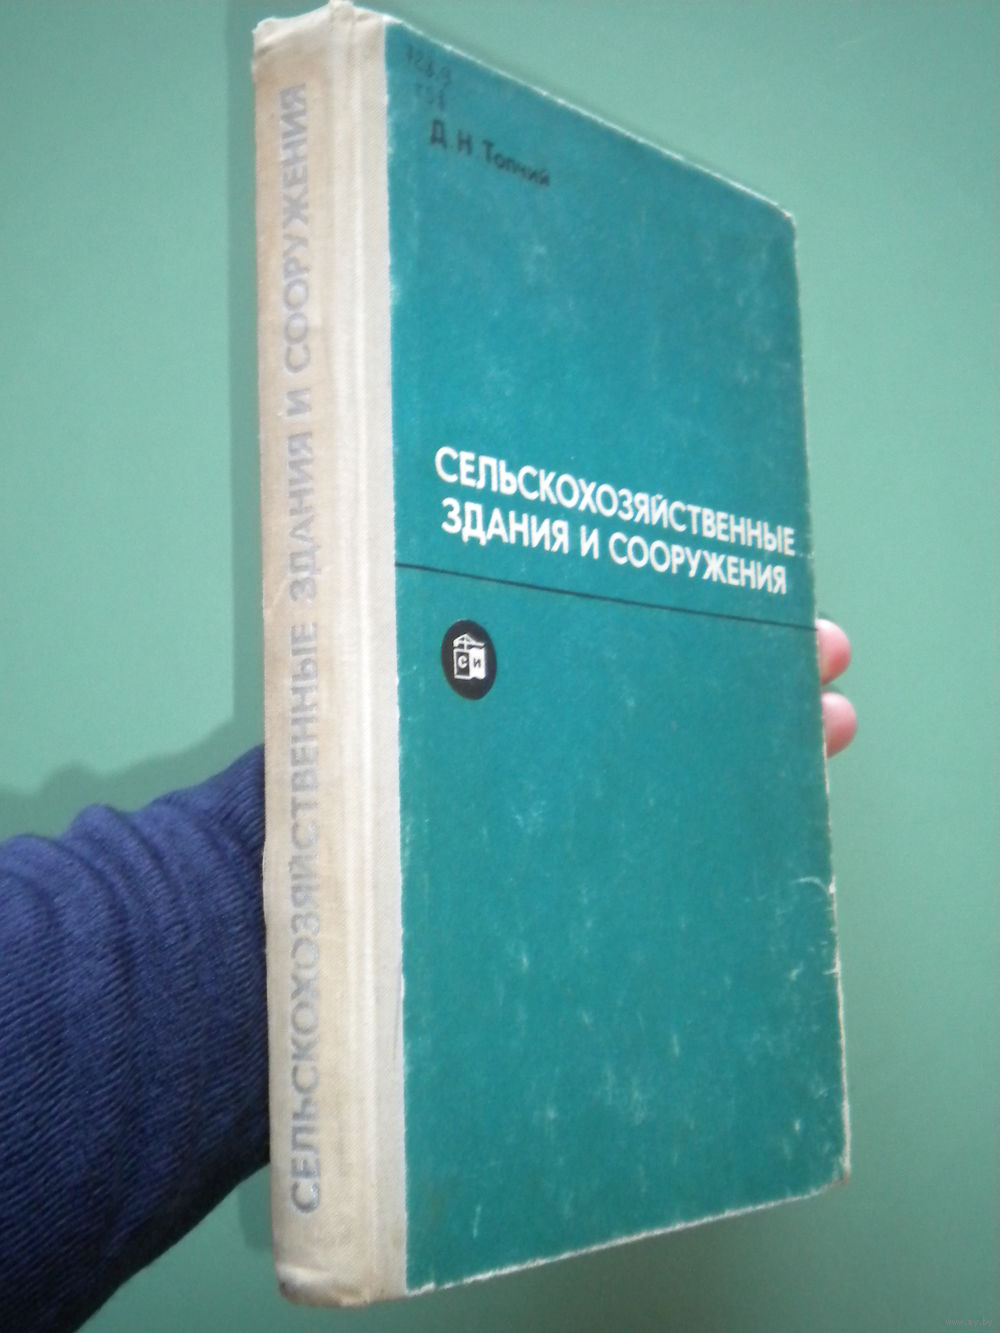 СЕЛЬСКОХОЗЯЙСТВЕННЫЕ ЗДАНИЯ И СООРУЖЕНИЯ
Д. Н. Топчий
СЕЛЬСКОХОЗЯЙСТВЕННЫЕ
ЗДАНИЯ И СООРУЖЕНИЯ
СИ